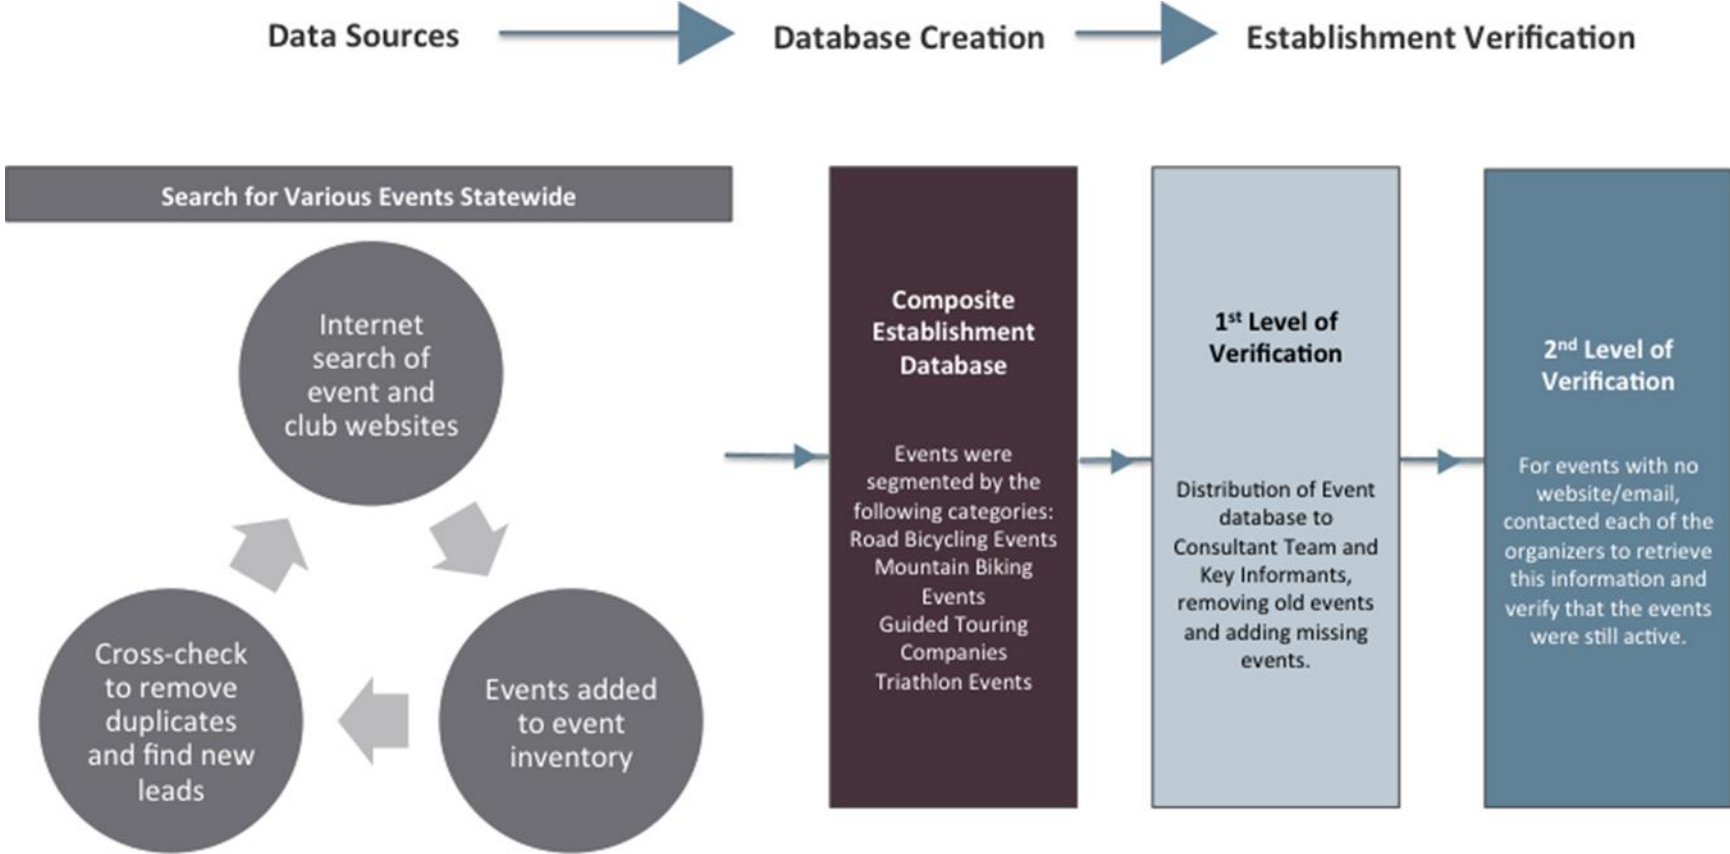 Data Sources
Database Creation
Establishment Verification
Search for Various Events Statewide
Internet
search of
event and
club websites
Events added
to event
inventory
Cross-check
to remove
duplicates
and find new
leads
Composite
Establishment
Database
Events were
segmented by the
following categories:
Road Bicycling Events
Mountain Biking
Events
Guided Touring
Companies
Triathlon Events
1st Level of
Verification
Distribution of Event
database to
Consultant Team and
Key Informants,
removing old events
and adding missing
events.
2nd Level of
Verification
For events with no
website/email,
contacted each of the
organizers to retrieve
this information and
verify that the events
were still active.